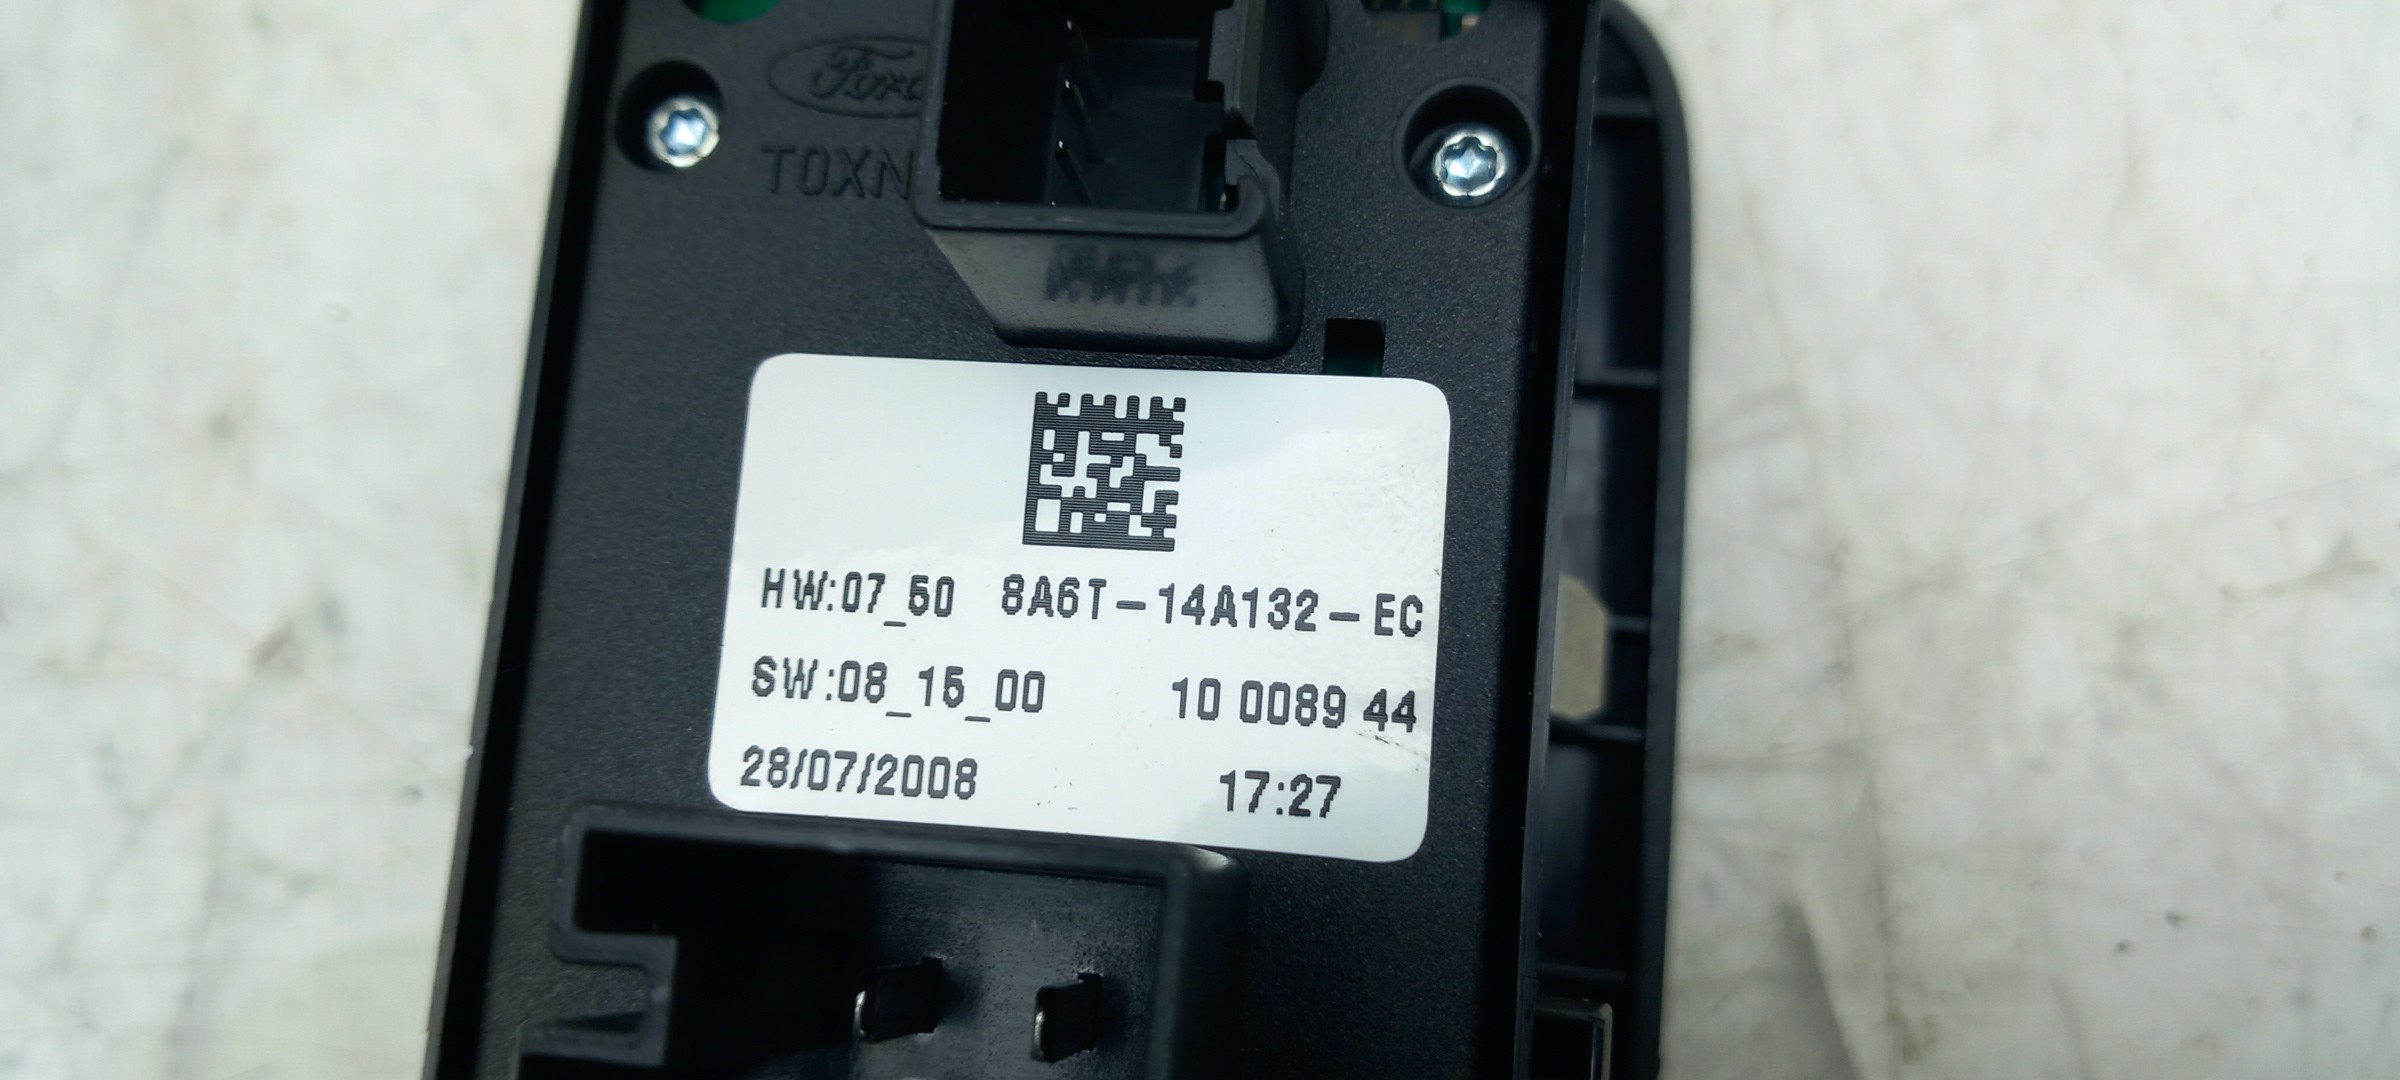 Ford
TOXN
HW:07_50 8A6T-14A132-EC
SW:08_15_00 10 0089 44
28/07/2008 17:27